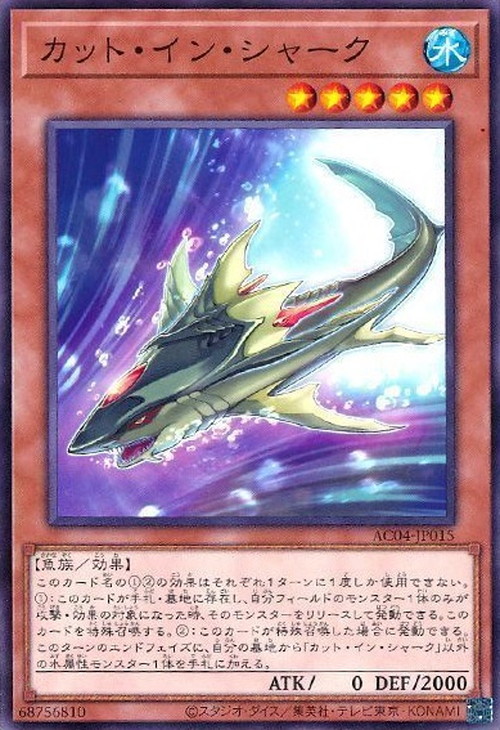 カット・イン・シャーク
水
AC04-JP015
【魚族/効果】
このカード名の①②の効果はそれぞれ1ターンに1度しか使用できない。
①:このカードが手札・墓地に存在し、自分フィールドのモンスター1体のみが
攻撃・効果の対象になった時、そのモンスターをリリースして発動できる。この
カードを特殊召喚する。②:このカードが特殊召喚した場合に発動できる。
このターンのエンドフェイズに、自分の墓地から「カット・イン・シャーク」以外
の水属性モンスター1体を手札に加える。
ATK/ 0 DEF/2000
68756810 ©スタジオ・ダイス/集英社・テレビ東京・KONAMI